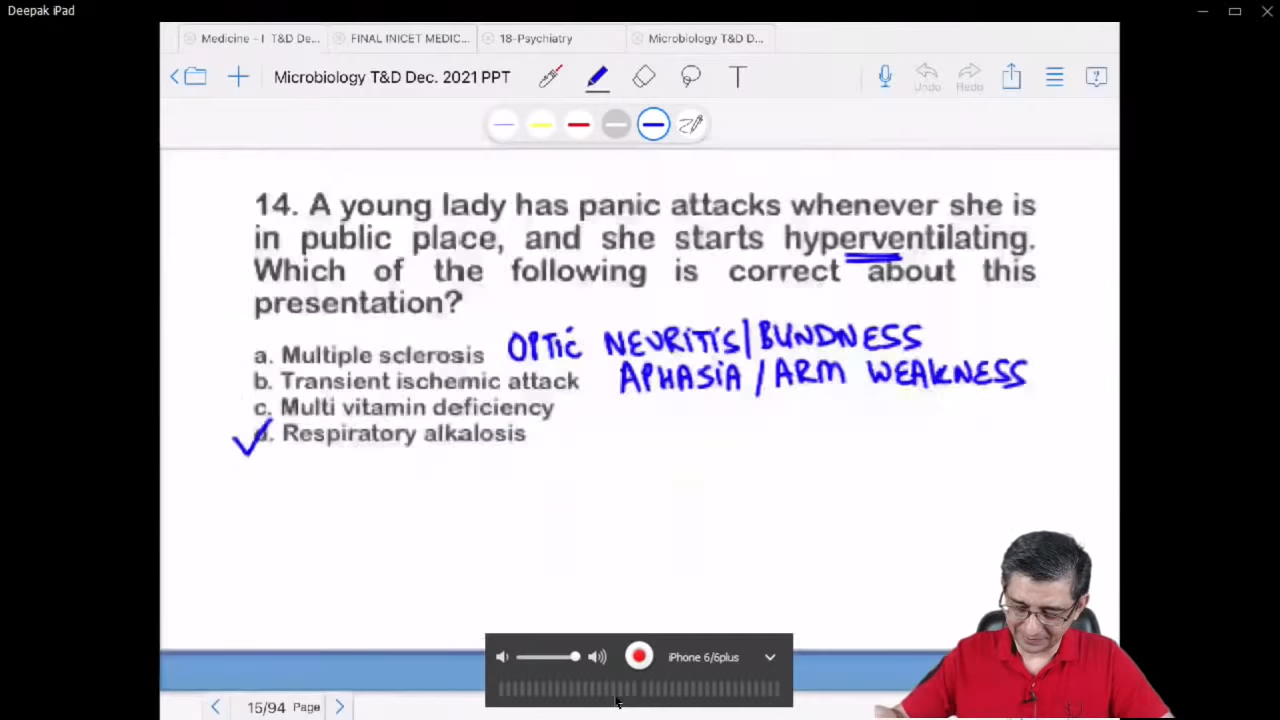 Deepak iPad
Medicine - I T&D De...
FINAL INICET MEDIC...
18-Psychiatry
Microbiology T&D D...
Microbiology T&D Dec. 2021 PPT
T
Undo
Redo
14. A young lady has panic attacks whenever she is
in public place, and she starts hyperventilating.
Which of the following is correct about this
presentation?
a. Multiple sclerosis OPTIC NEURITIS/BLINDNESS
b. Transient ischemic attack APHASIA / ARM WEAKNESS
c. Multi vitamin deficiency
d. Respiratory alkalosis
iPhone 6/6plus
15/94 Page